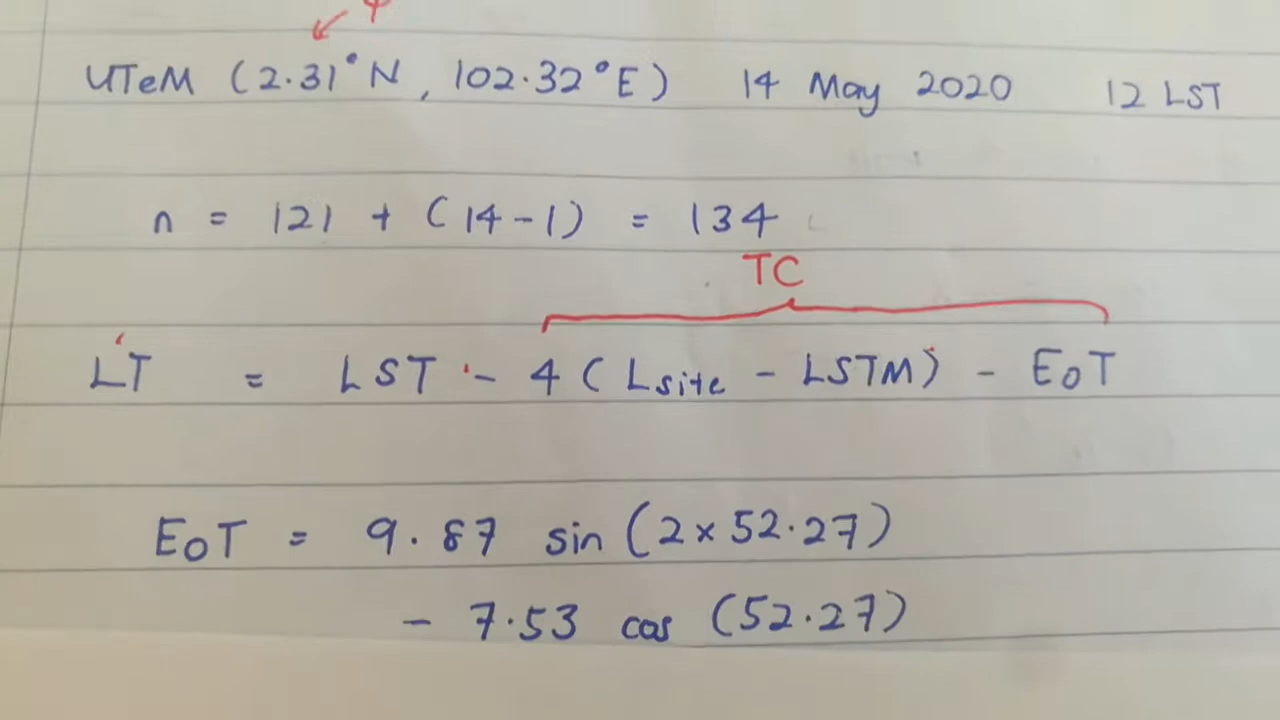 φ
UTeM (2.31°N, 102.32°E) 14 May 2020 12 LST
n = 121 + (14-1) = 134
TC
LT = LST - 4 (Lsite - LSTM) - EoT
EoT = 9.87 sin (2 x 52.27)
- 7.53 cos (52.27)